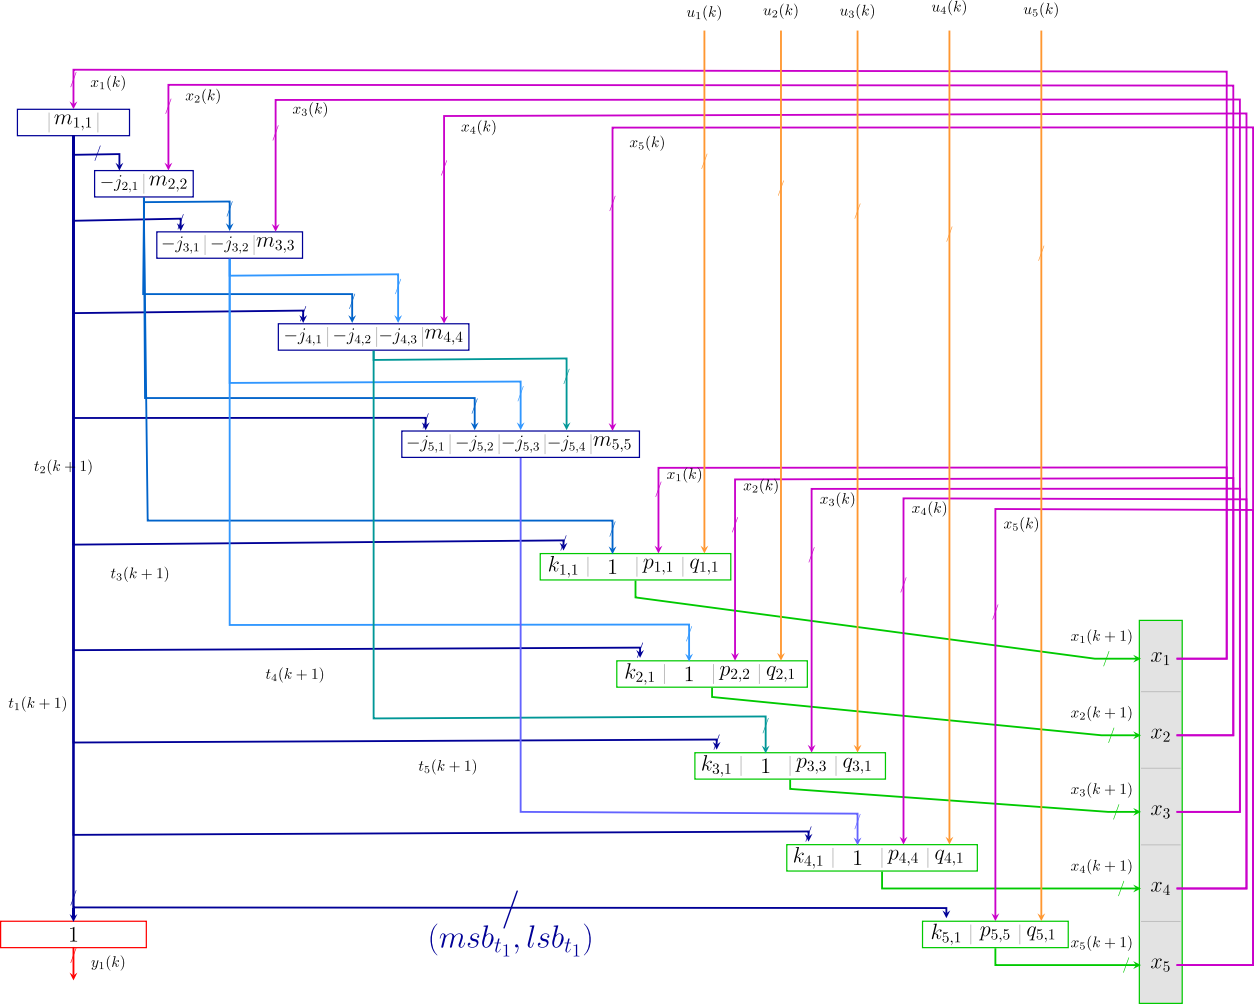 u₁(k) u₂(k) u₃(k) u₄(k) u₅(k)
x₁(k)
x₂(k)
x₃(k)
x₄(k)
x₅(k)
| m₁,₁ |
−j₂,₁ | m₂,₂
−j₃,₁ | −j₃,₂ | m₃,₃
−j₄,₁ | −j₄,₂ | −j₄,₃ | m₄,₄
−j₅,₁ | −j₅,₂ | −j₅,₃ | −j₅,₄ | m₅,₅
t₂(k + 1)
x₁(k)
x₂(k)
x₃(k)
x₄(k)
x₅(k)
k₁,₁ | 1 | p₁,₁ | q₁,₁
t₃(k + 1)
x₁(k + 1)
x₁
k₂,₁ | 1 | p₂,₂ | q₂,₁
t₄(k + 1)
t₁(k + 1)
x₂(k + 1)
x₂
k₃,₁ | 1 | p₃,₃ | q₃,₁
t₅(k + 1)
x₃(k + 1)
x₃
k₄,₁ | 1 | p₄,₄ | q₄,₁
x₄(k + 1)
x₄
1
(msb_t₁, lsb_t₁)
k₅,₁ | p₅,₅ | q₅,₁
x₅(k + 1)
y₁(k)
x₅